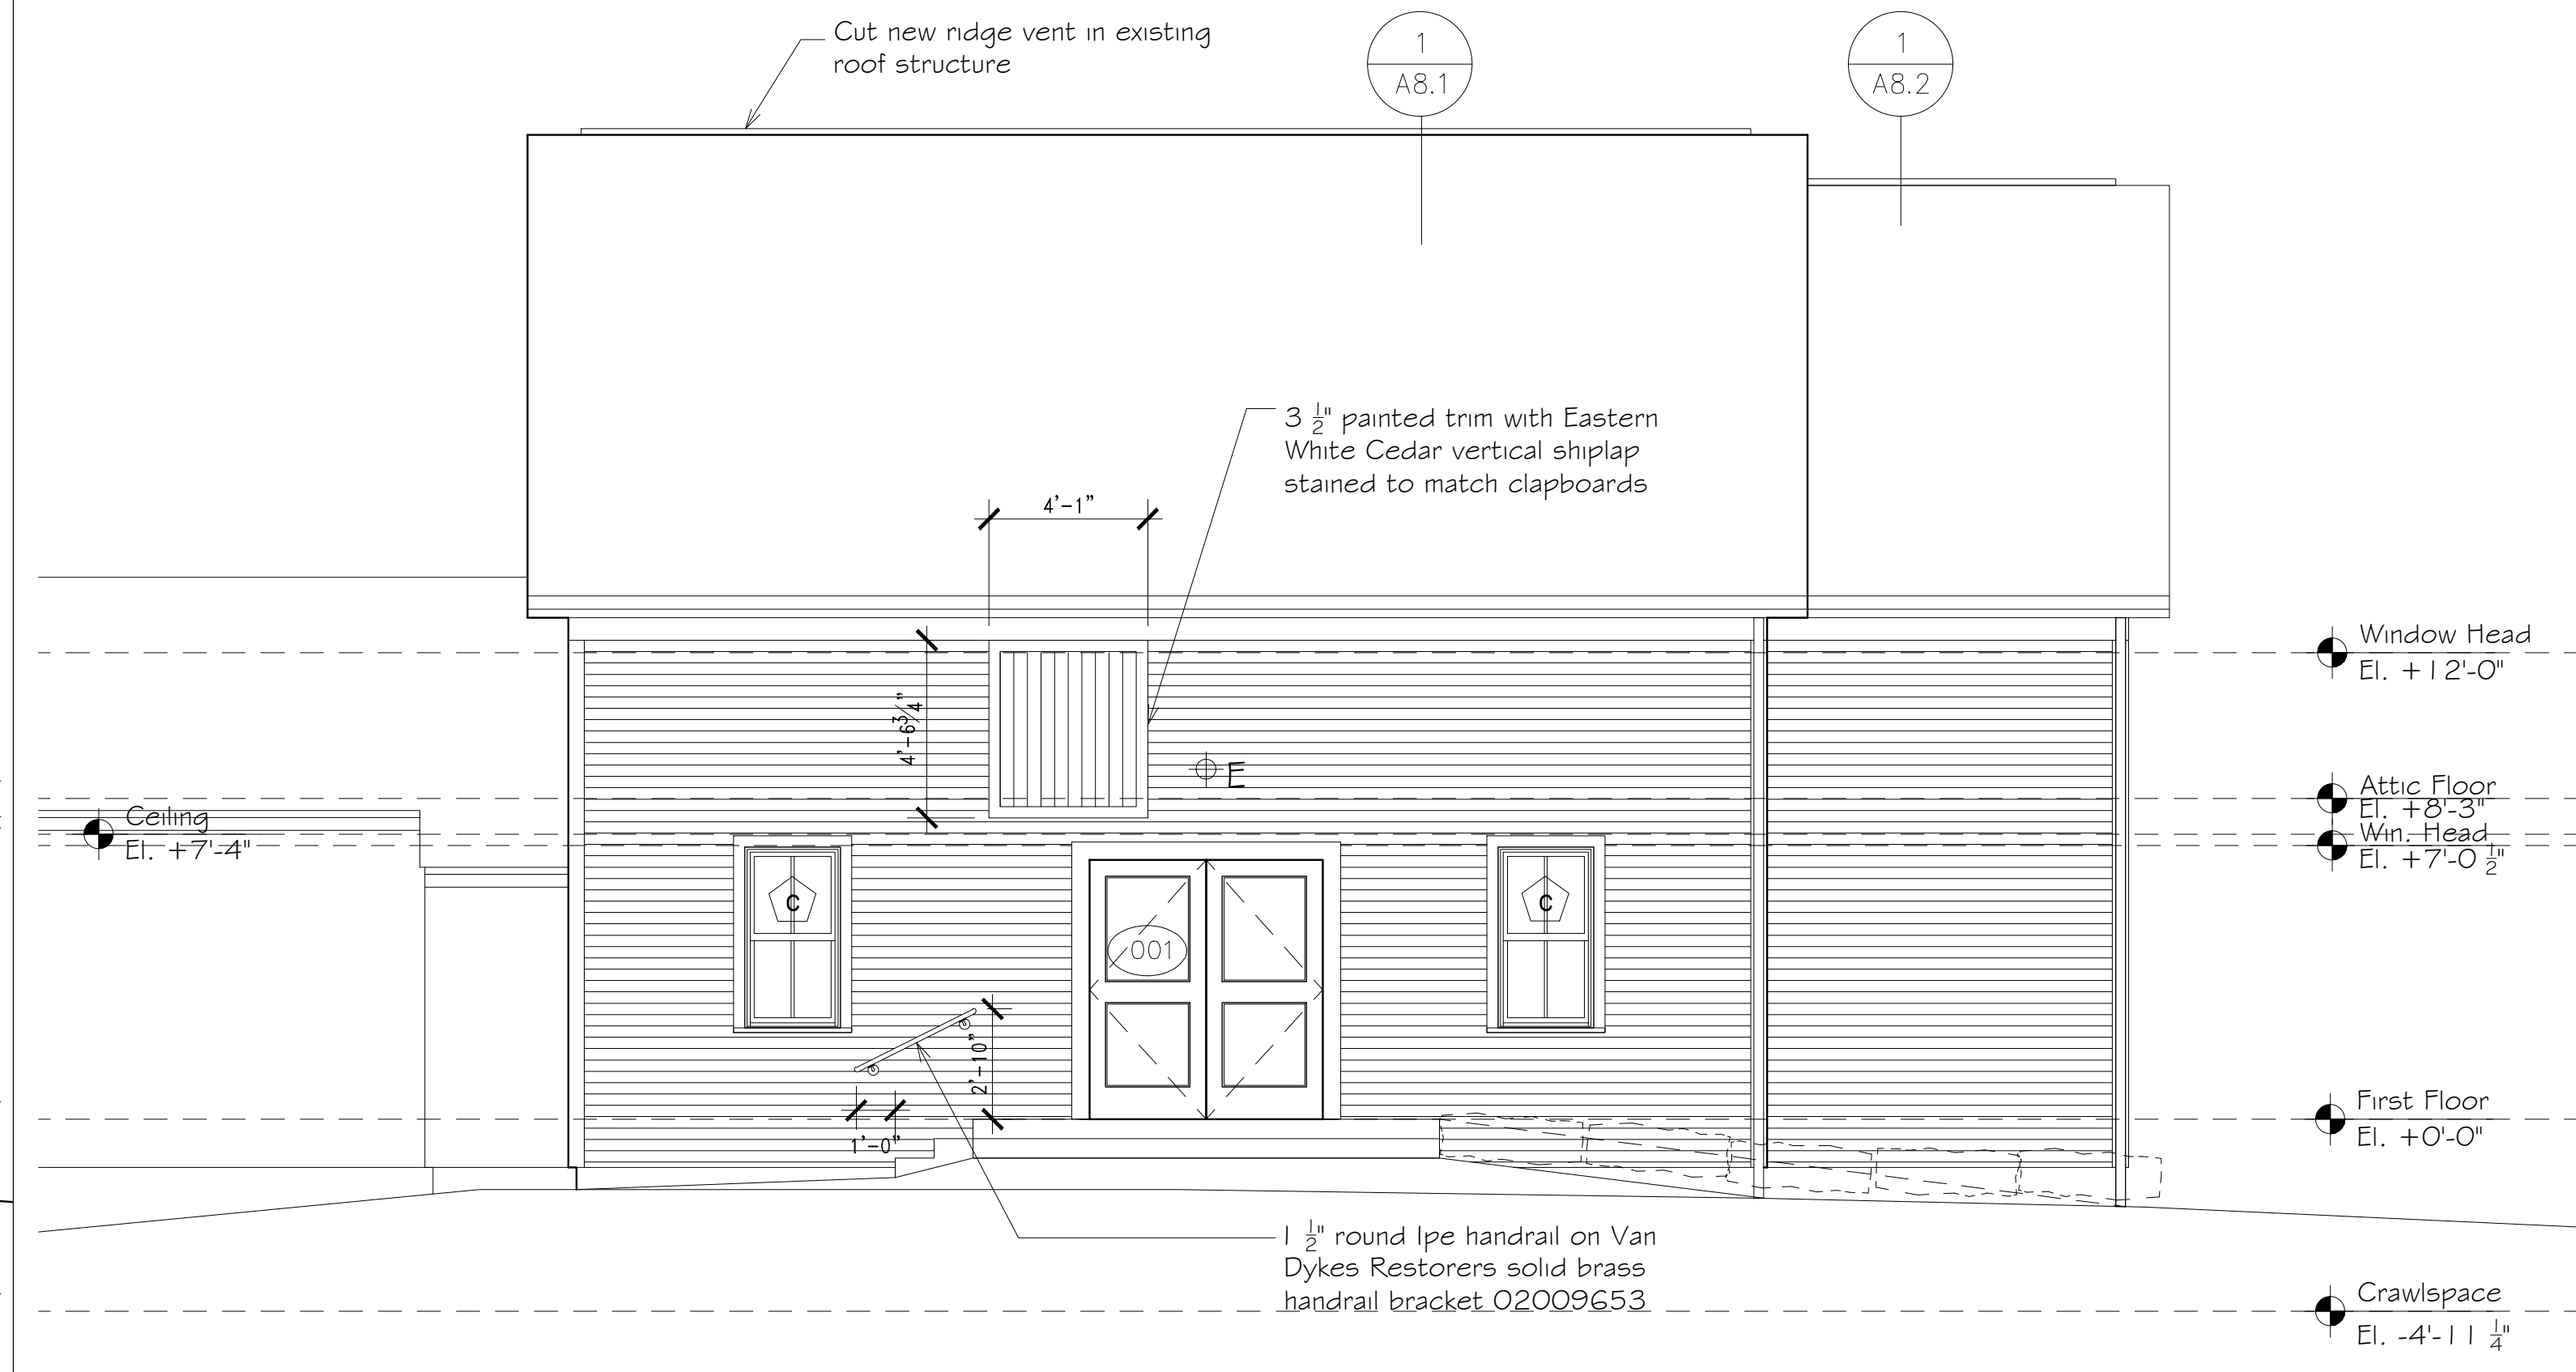 Cut new ridge vent in existing
roof structure
1
A8.1
1
A8.2
3 1/2" painted trim with Eastern
White Cedar vertical shiplap
stained to match clapboards
4'-1"
Window Head
El. +12'-0"
4'-6 3/4"
E
Attic Floor
El. +8'-3"
Ceiling
El. +7'-4"
Win. Head
El. +7'-0 1/2"
C
C
001
2'-10"
1'-0"
First Floor
El. +0'-0"
1 1/2" round Ipe handrail on Van
Dykes Restorers solid brass
handrail bracket 02009653
Crawlspace
El. -4'-11 1/4"